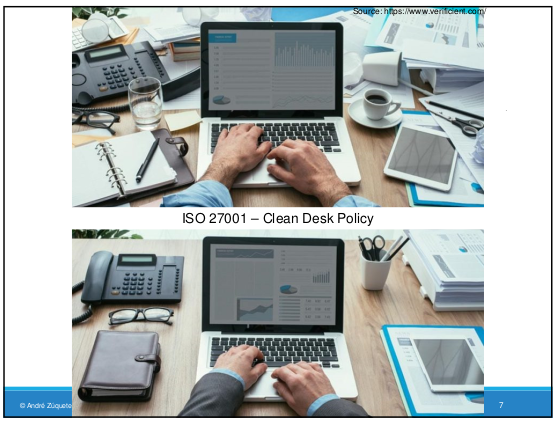 Source: https://www.verificient.com/
ISO 27001 – Clean Desk Policy
© André Zúquete
7